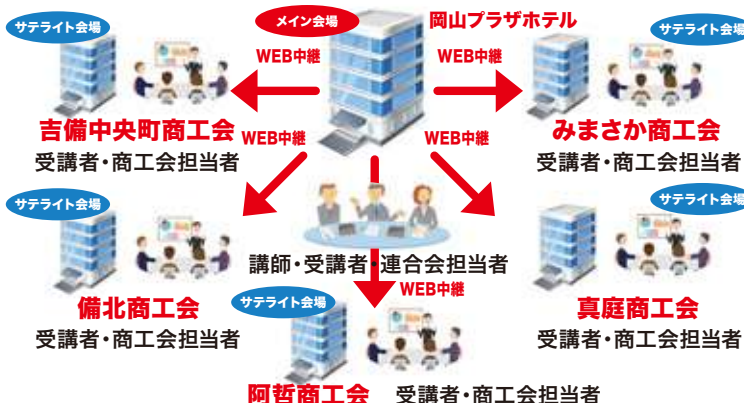 サテライト会場
メイン会場
岡山プラザホテル
サテライト会場
WEB中継
WEB中継
吉備中央町商工会
みまさか商工会
WEB中継
WEB中継
受講者・商工会担当者
受講者・商工会担当者
サテライト会場
サテライト会場
講師・受講者・連合会担当者
備北商工会
サテライト会場
WEB中継
真庭商工会
受講者・商工会担当者
受講者・商工会担当者
阿哲商工会 受講者・商工会担当者